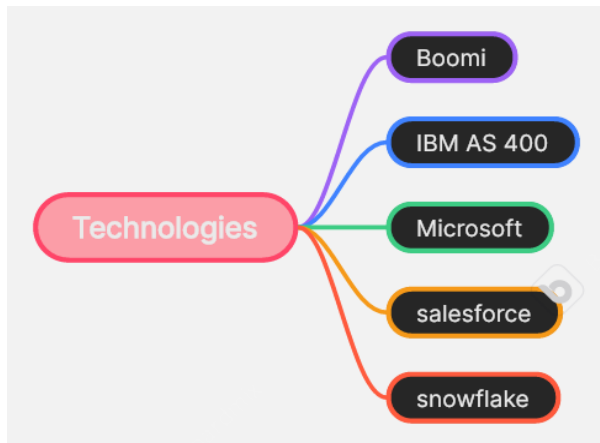 Technologies
Boomi
IBM AS 400
Microsoft
salesforce
snowflake